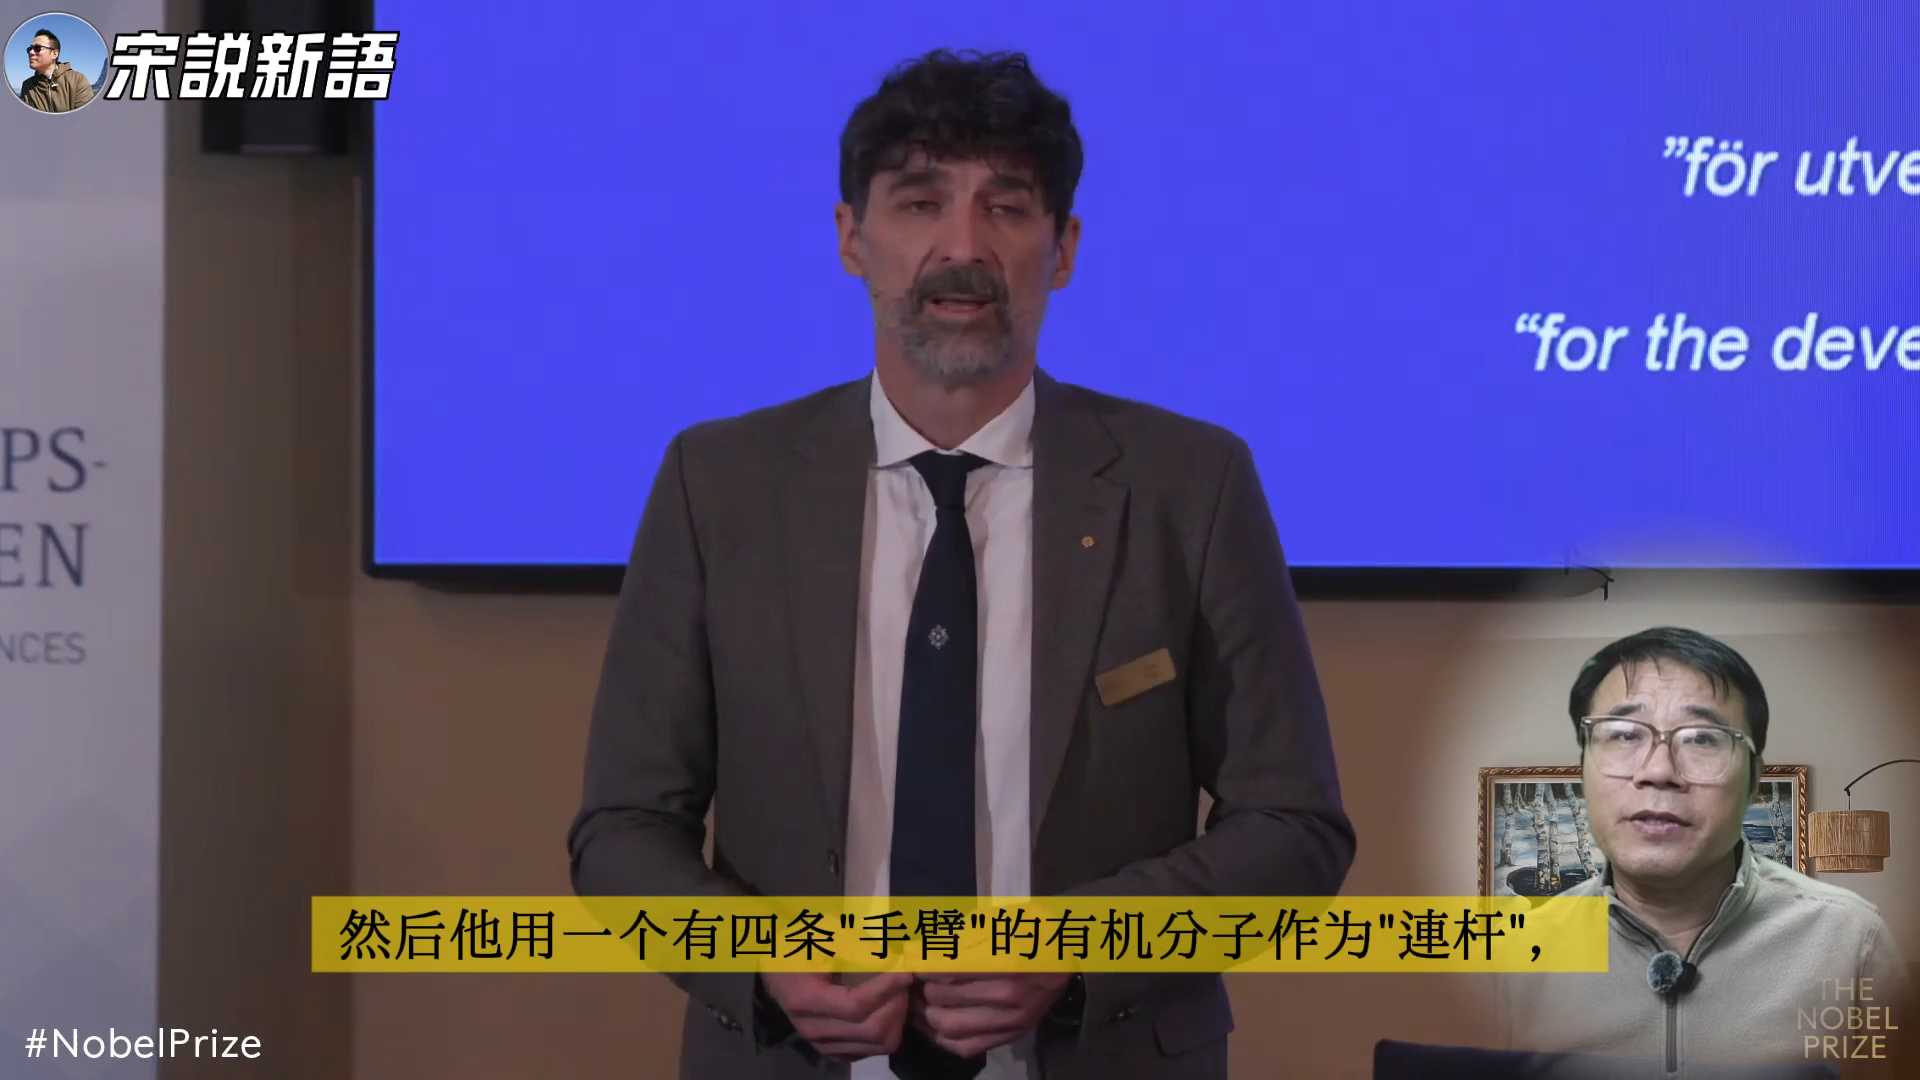 宋説新語
"för utve
"for the deve
PS-
EN
NCES
然后他用一个有四条"手臂"的有机分子作为"連杆",
#NobelPrize
THE
NOBEL
PRIZE